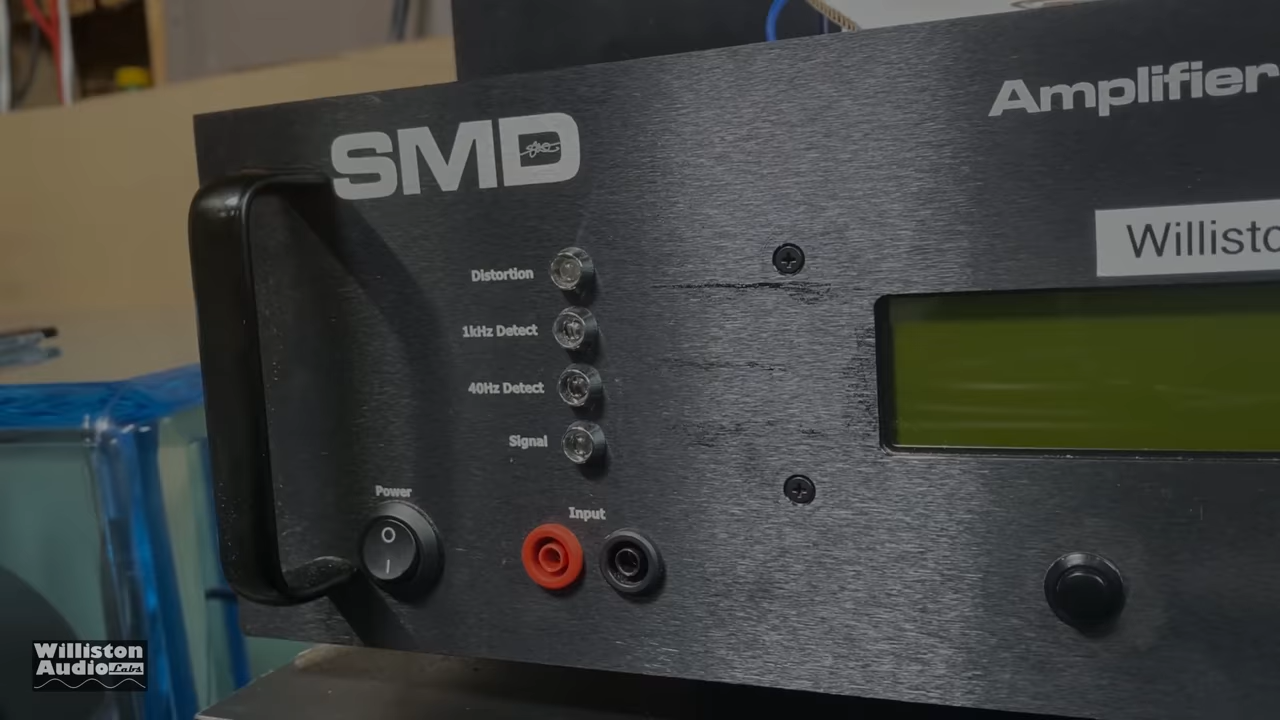 SMD
Amplifier
Willisto
Distortion
1kHz Detect
40Hz Detect
Signal
Power
Input
Williston
Audio Labs